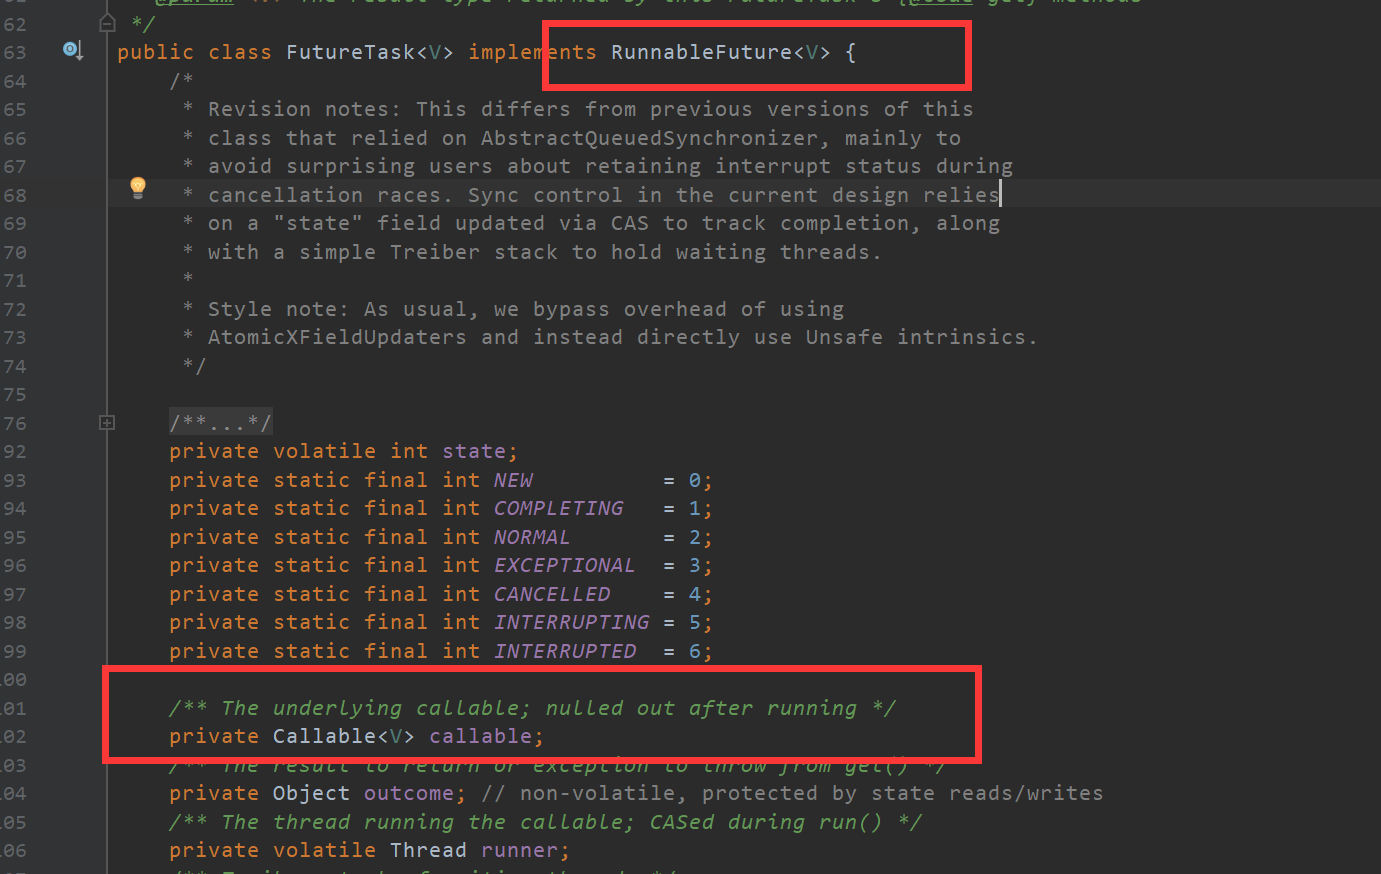 62 */
63 public class FutureTask<V> implements RunnableFuture<V> {
64 /*
65 * Revision notes: This differs from previous versions of this
66 * class that relied on AbstractQueuedSynchronizer, mainly to
67 * avoid surprising users about retaining interrupt status during
68 * cancellation races. Sync control in the current design relies
69 * on a "state" field updated via CAS to track completion, along
70 * with a simple Treiber stack to hold waiting threads.
71 *
72 * Style note: As usual, we bypass overhead of using
73 * AtomicXFieldUpdaters and instead directly use Unsafe intrinsics.
74 */
75
76 /**...*/
92 private volatile int state;
93 private static final int NEW = 0;
94 private static final int COMPLETING = 1;
95 private static final int NORMAL = 2;
96 private static final int EXCEPTIONAL = 3;
97 private static final int CANCELLED = 4;
98 private static final int INTERRUPTING = 5;
99 private static final int INTERRUPTED = 6;
00
01 /** The underlying callable; nulled out after running */
02 private Callable<V> callable;
03 /** The result to return or exception to throw from get() */
04 private Object outcome; // non-volatile, protected by state reads/writes
05 /** The thread running the callable; CASed during run() */
06 private volatile Thread runner;